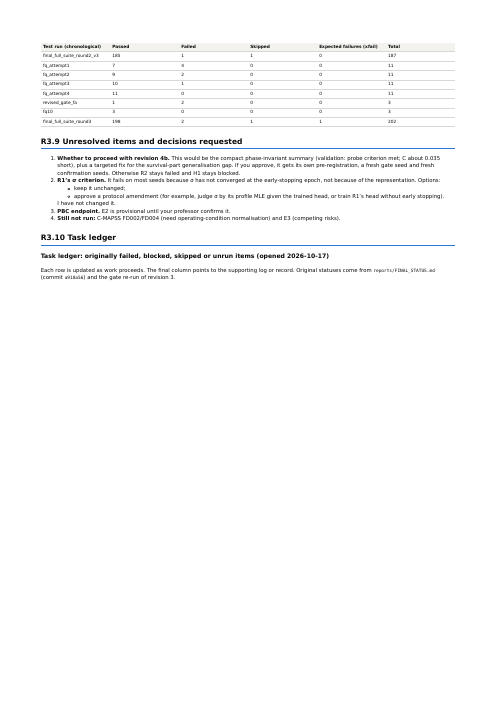 Test run (chronological) Passed Failed Skipped Expected failures (xfail) Total
final_full_suite_round2_v3 185 1 1 0 187
fq_attempt1 7 4 0 0 11
fq_attempt2 9 2 0 0 11
fq_attempt3 10 1 0 0 11
fq_attempt4 11 0 0 0 11
revised_gate_fa 1 2 0 0 3
fq10 3 0 0 0 3
final_full_suite_round3 198 2 1 1 202
R3.9 Unresolved items and decisions requested
1. Whether to proceed with revision 4b. This would be the compact phase-invariant summary (validation: probe criterion met; C about 0.035
short), plus a targeted fix for the survival-part generalisation gap. If you approve, it gets its own pre-registration, a fresh gate seed and fresh
confirmation seeds. Otherwise R2 stays failed and H1 stays blocked.
2. R1's σ criterion. It fails on most seeds because σ has not converged at the early-stopping epoch, not because of the representation. Options:
▪ keep it unchanged;
▪ approve a protocol amendment (for example, judge σ by its profile MLE given the trained head, or train R1's head without early stopping).
I have not changed it.
3. PBC endpoint. E2 is provisional until your professor confirms it.
4. Still not run: C-MAPSS FD002/FD004 (need operating-condition normalisation) and E3 (competing risks).
R3.10 Task ledger
Task ledger: originally failed, blocked, skipped or unrun items (opened 2026-10-17)
Each row is updated as work proceeds. The final column points to the supporting log or record. Original statuses come from reports/FINAL_STATUS.md
(commit) and the gate re-run of revision 3.